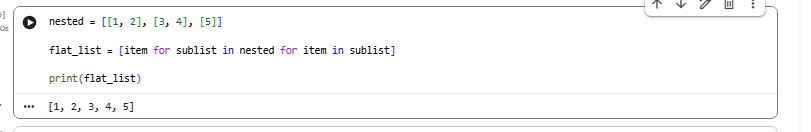 nested = [[1, 2], [3, 4], [5]]
flat_list = [item for sublist in nested for item in sublist]
print(flat_list)
[1, 2, 3, 4, 5]